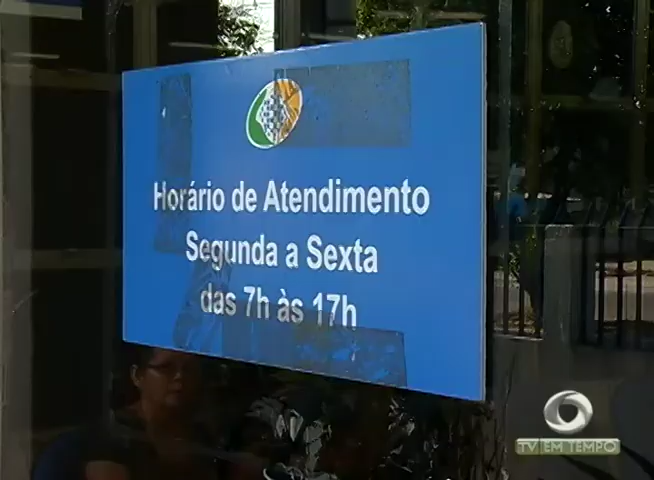 Horário de Atendimento
Segunda a Sexta
das 7h às 17h
TV EM TEMPO